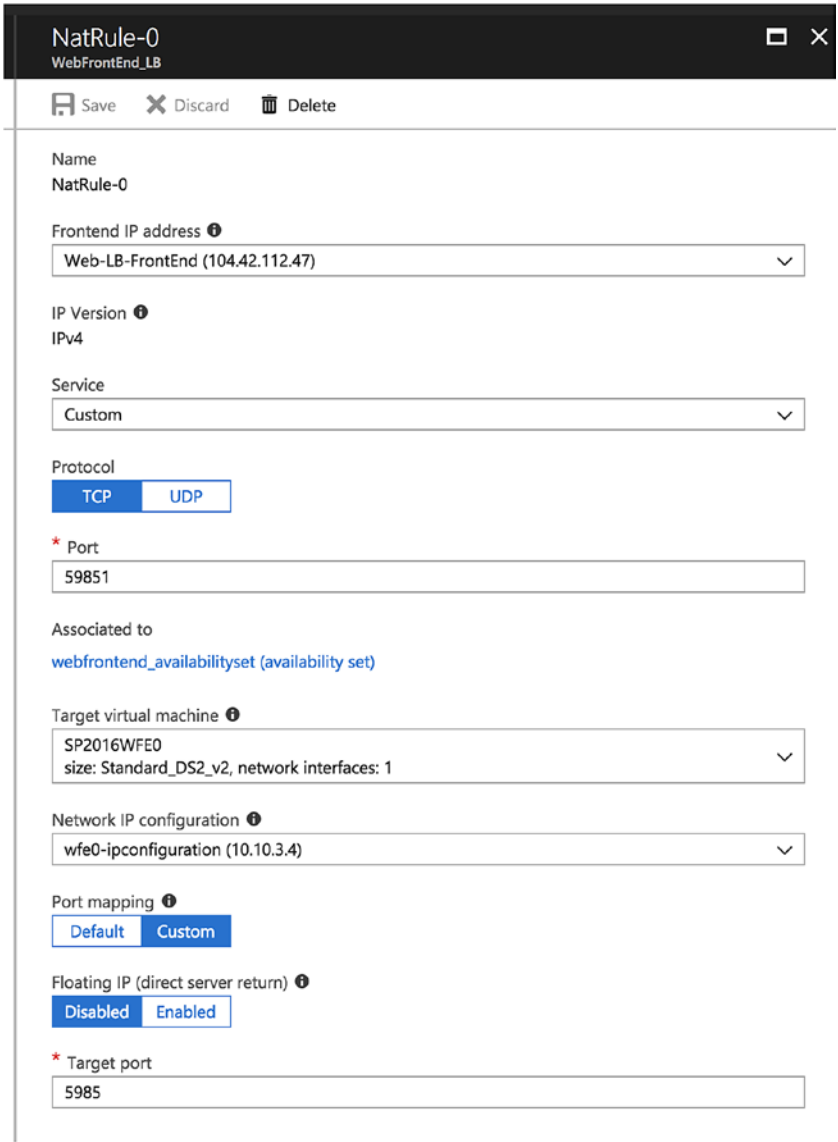 NatRule-0
WebFrontEnd_LB
Save Discard Delete
Name
NatRule-0
Frontend IP address
Web-LB-FrontEnd (104.42.112.47)
IP Version
IPv4
Service
Custom
Protocol
TCP UDP
* Port
59851
Associated to
webfrontend_availabilityset (availability set)
Target virtual machine
SP2016WFE0
size: Standard_DS2_v2, network interfaces: 1
Network IP configuration
wfe0-ipconfiguration (10.10.3.4)
Port mapping
Default Custom
Floating IP (direct server return)
Disabled Enabled
* Target port
5985